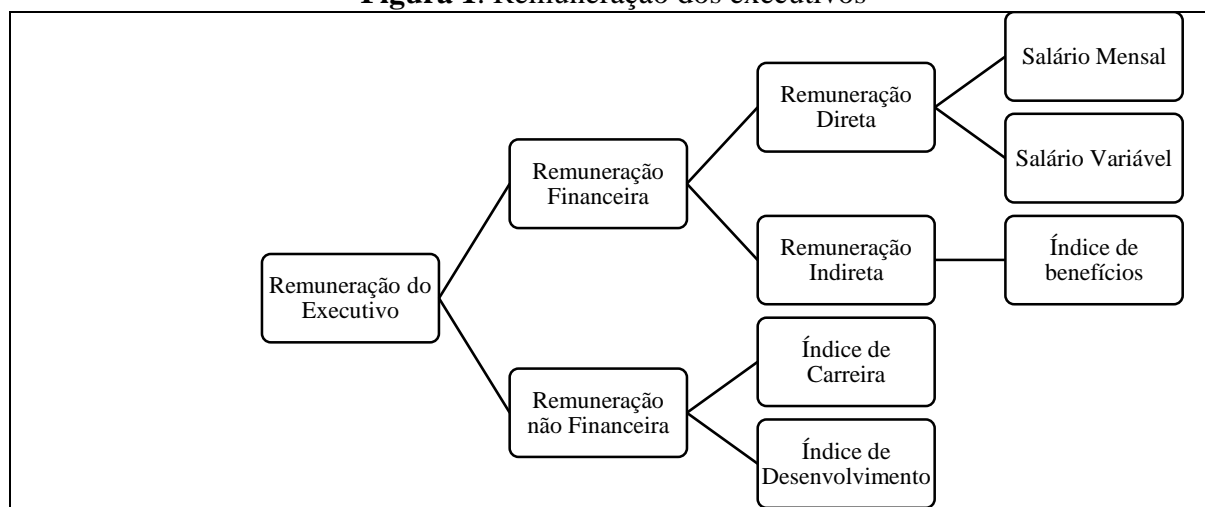 Figura 1. Remuneração dos executivos
Salário Mensal
Remuneração
Direta
Salário Variável
Remuneração
Financeira
Remuneração
Indireta
Índice de
benefícios
Remuneração do
Executivo
Índice de
Carreira
Remuneração
não Financeira
Índice de
Desenvolvimento